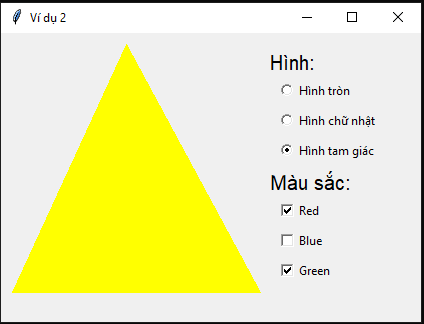 Ví dụ 2
Hình:
Hình tròn
Hình chữ nhật
Hình tam giác
Màu sắc:
Red
Blue
Green